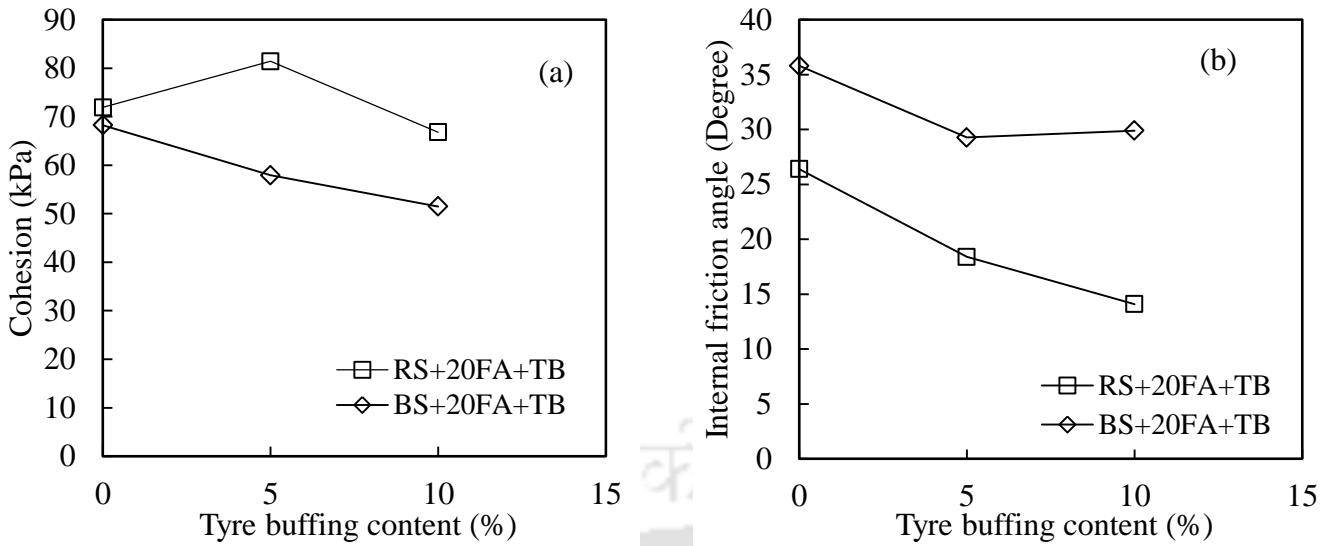 90
80
70
60
50
40
30
20
10
0
Cohesion (kPa)
(a)
RS+20FA+TB
BS+20FA+TB
0 5 10 15
Tyre buffing content (%)
40
35
30
25
20
15
10
5
0
Internal friction angle (Degree)
(b)
RS+20FA+TB
BS+20FA+TB
0 5 10 15
Tyre buffing content (%)